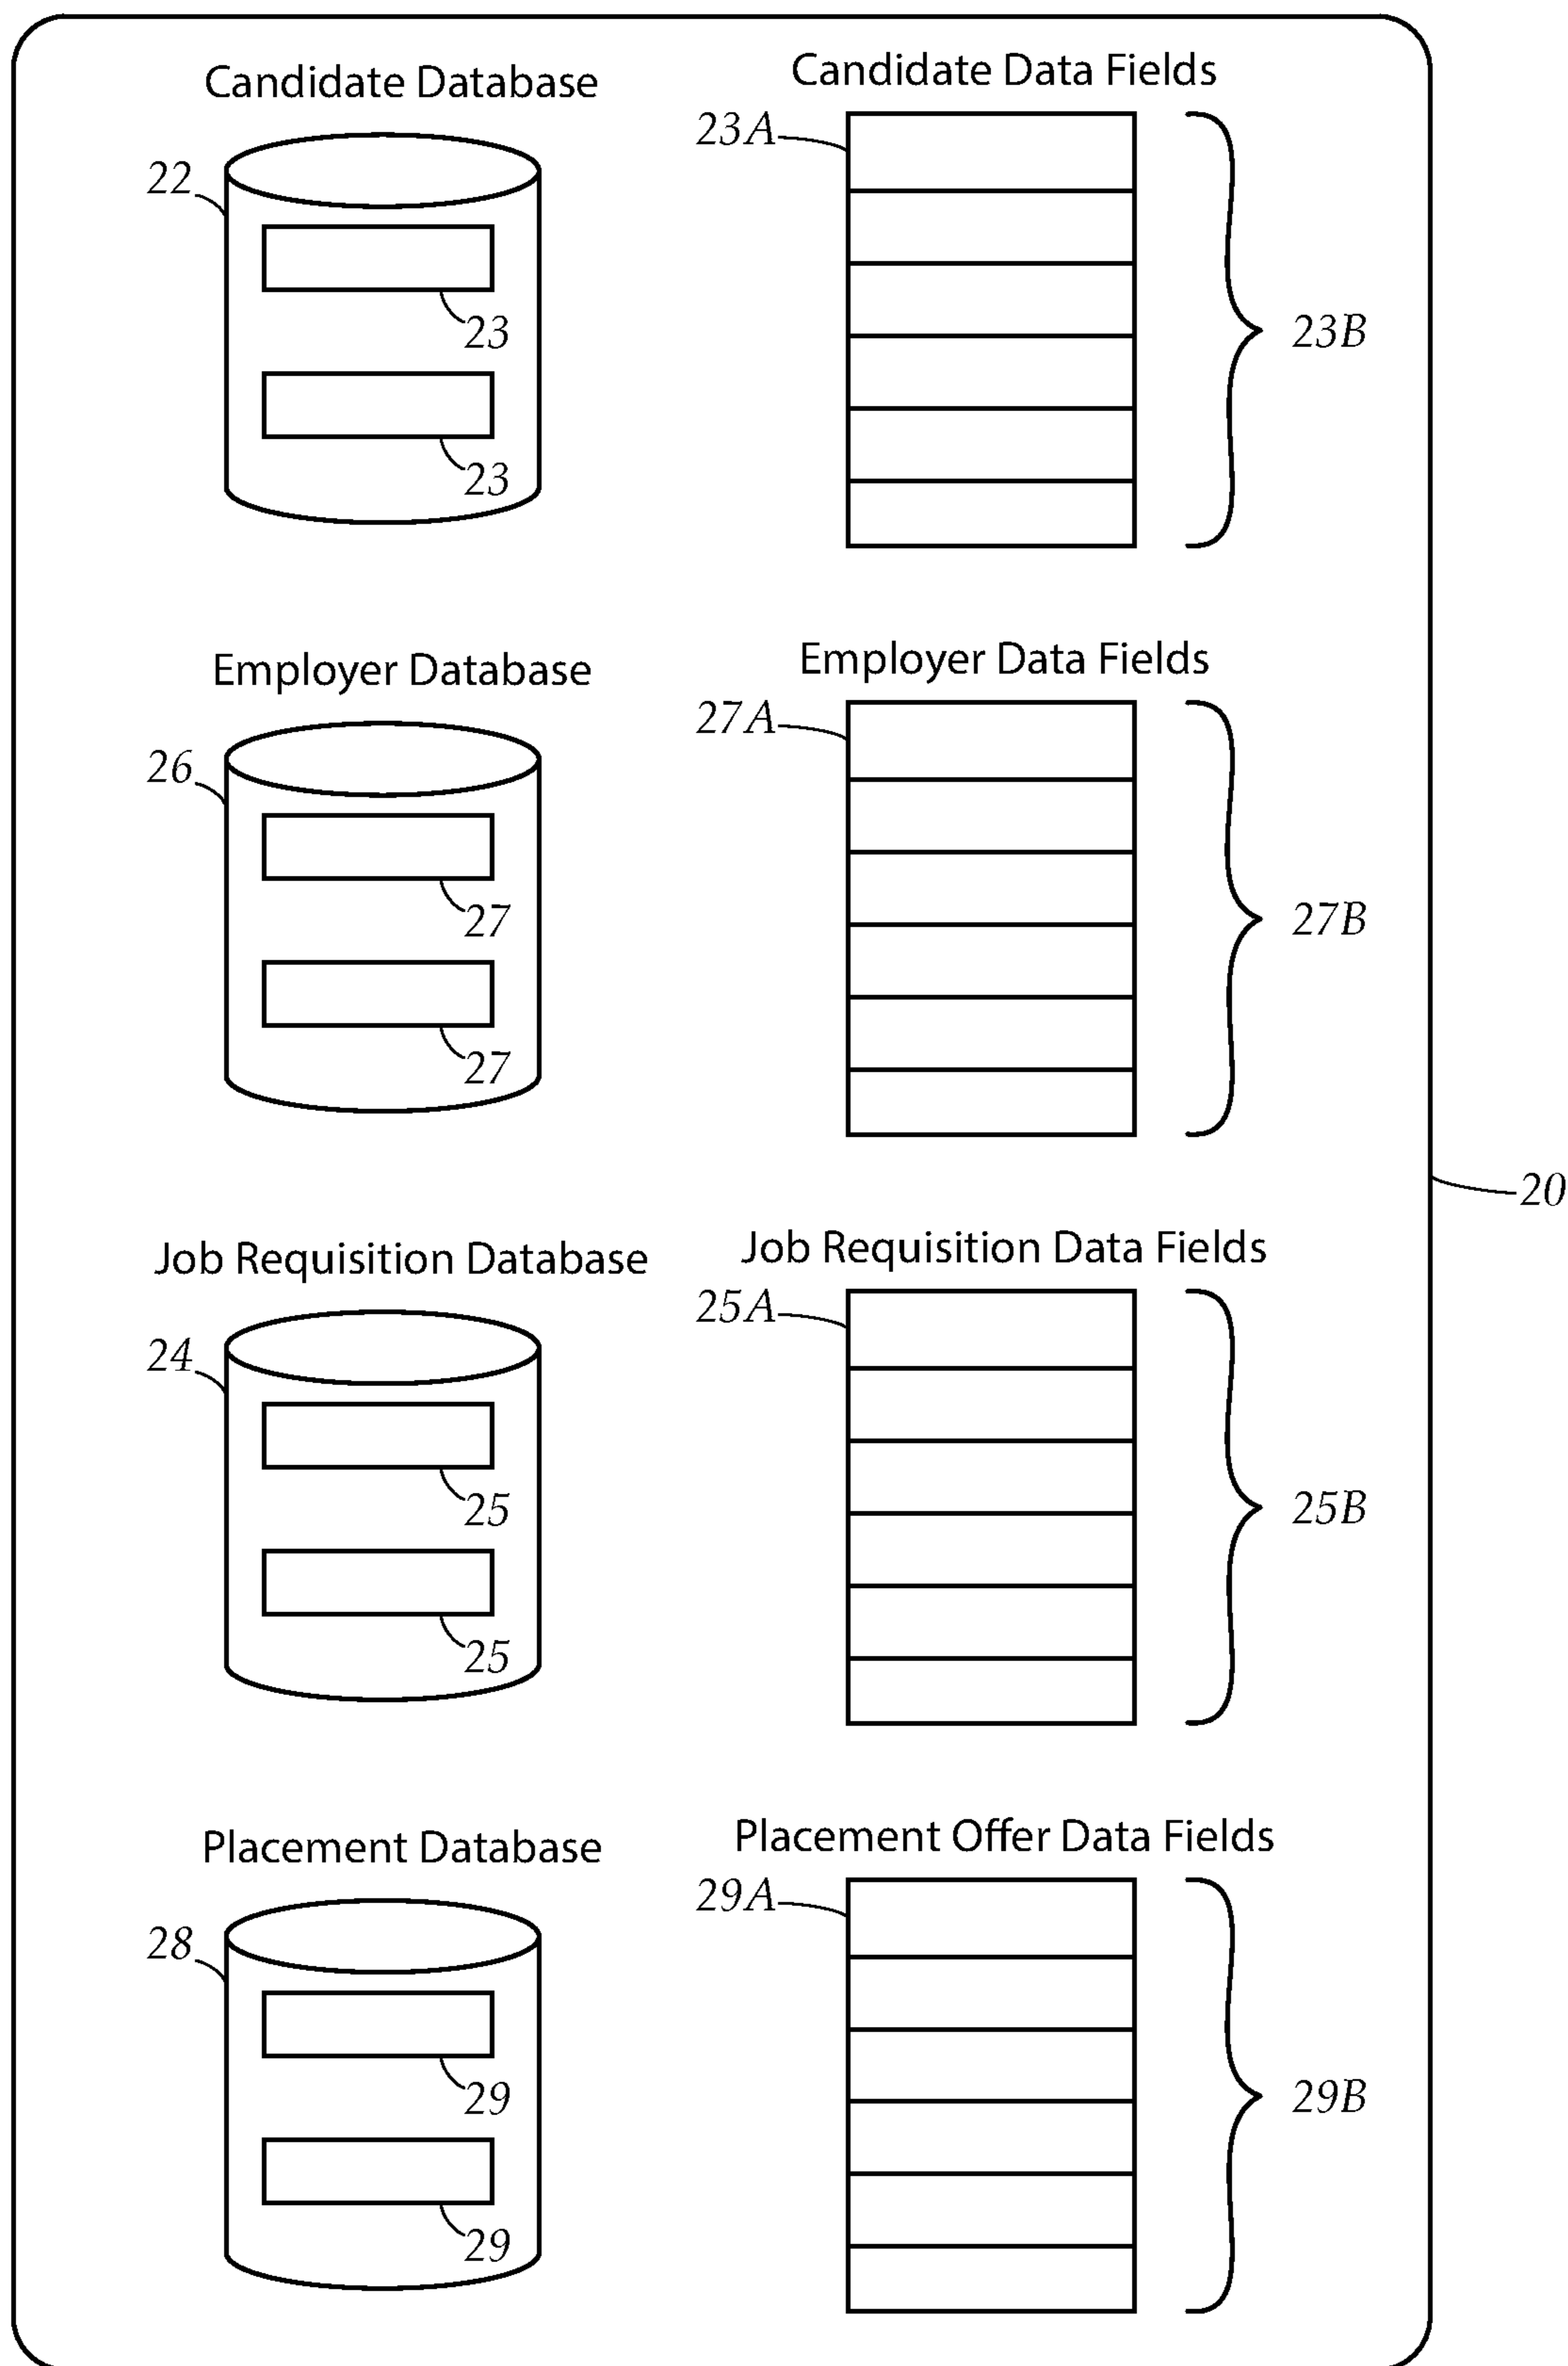 Candidate Database
Candidate Data Fields
22
23
23
23A
23B
Employer Database
Employer Data Fields
26
27
27
27A
27B
20
Job Requisition Database
Job Requisition Data Fields
24
25
25
25A
25B
Placement Database
Placement Offer Data Fields
28
29
29
29A
29B